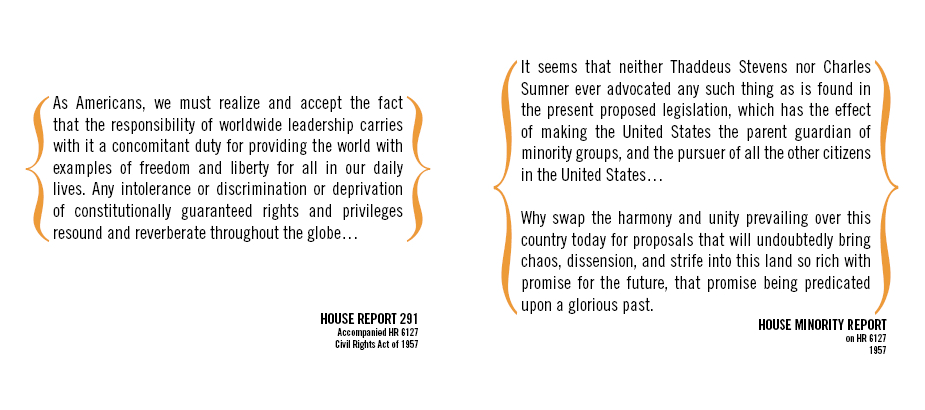 As Americans, we must realize and accept the fact
that the responsibility of worldwide leadership carries
with it a concomitant duty for providing the world with
examples of freedom and liberty for all in our daily
lives. Any intolerance or discrimination or deprivation
of constitutionally guaranteed rights and privileges
resound and reverberate throughout the globe…
HOUSE REPORT 291
Accompanied HR 6127
Civil Rights Act of 1957
It seems that neither Thaddeus Stevens nor Charles
Sumner ever advocated any such thing as is found in
the present proposed legislation, which has the effect
of making the United States the parent guardian of
minority groups, and the pursuer of all the other citizens
in the United States…
Why swap the harmony and unity prevailing over this
country today for proposals that will undoubtedly bring
chaos, dissension, and strife into this land so rich with
promise for the future, that promise being predicated
upon a glorious past.
HOUSE MINORITY REPORT
on HR 6127
1957